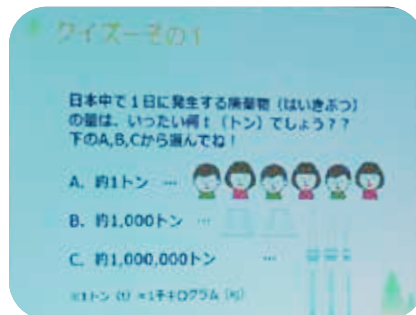 クイズーその1
日本中で1日に発生する廃棄物（はいきぶつ）
の量は、いったい何t（トン）でしょう??
下のA,B,Cから選んでね！
A. 約1トン …
B. 約1,000トン …
C. 約1,000,000トン …
※1トン（t）=1千キログラム（kg）